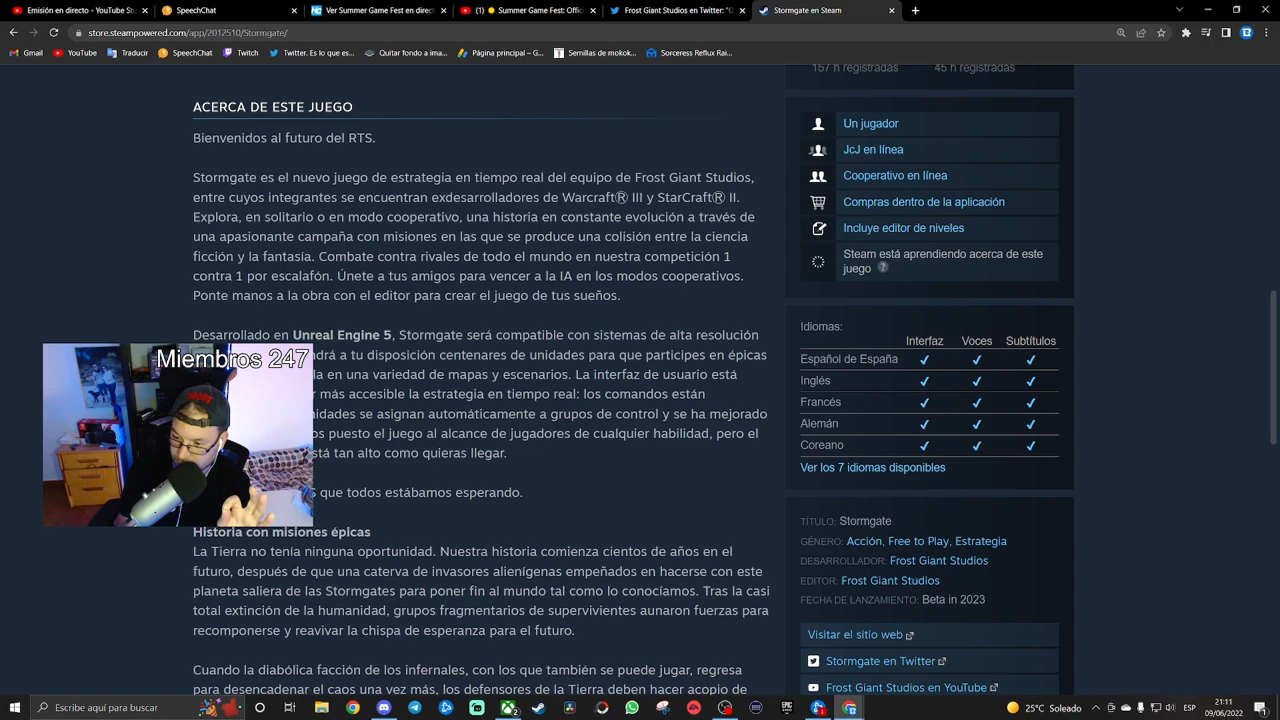 Emisión en directo - YouTube St
SpeechChat
Ver Summer Game Fest en direct
(1) Summer Game Fest: Offici
Frost Giant Studios en Twitter: "C
Stormgate en Steam
store.steampowered.com/app/2012510/Stormgate/
Gmail
YouTube
Traducir
SpeechChat
Twitch
Twitter. Es lo que es...
Quitar fondo a ima...
Página principal – G...
Semillas de mokok...
Sorceress Reflux Rai...
157 h registradas
45 h registradas
ACERCA DE ESTE JUEGO
Bienvenidos al futuro del RTS.
Stormgate es el nuevo juego de estrategia en tiempo real del equipo de Frost Giant Studios,
entre cuyos integrantes se encuentran exdesarrolladores de Warcraft® III y StarCraft® II.
Explora, en solitario o en modo cooperativo, una historia en constante evolución a través de
una apasionante campaña con misiones en las que se produce una colisión entre la ciencia
ficción y la fantasía. Combate contra rivales de todo el mundo en nuestra competición 1
contra 1 por escalafón. Únete a tus amigos para vencer a la IA en los modos cooperativos.
Ponte manos a la obra con el editor para crear el juego de tus sueños.
Desarrollado en Unreal Engine 5, Stormgate será compatible con sistemas de alta resolución
drá a tu disposición centenares de unidades para que participes en épicas
la en una variedad de mapas y escenarios. La interfaz de usuario está
r más accesible la estrategia en tiempo real: los comandos están
nidades se asignan automáticamente a grupos de control y se ha mejorado
os puesto el juego al alcance de jugadores de cualquier habilidad, pero el
stá tan alto como quieras llegar.
S que todos estábamos esperando.
Miembros 247
Historia con misiones épicas
La Tierra no tenía ninguna oportunidad. Nuestra historia comienza cientos de años en el
futuro, después de que una caterva de invasores alienígenas empeñados en hacerse con este
planeta saliera de las Stormgates para poner fin al mundo tal como lo conocíamos. Tras la casi
total extinción de la humanidad, grupos fragmentarios de supervivientes aunaron fuerzas para
recomponerse y reavivar la chispa de esperanza para el futuro.
Cuando la diabólica facción de los infernales, con los que también se puede jugar, regresa
para desencadenar el caos una vez más, los defensores de la Tierra deben hacer acopio de
Un jugador
JcJ en línea
Cooperativo en línea
Compras dentro de la aplicación
Incluye editor de niveles
Steam está aprendiendo acerca de este
juego ?
Idiomas:
Interfaz Voces Subtítulos
Español de España ✔ ✔ ✔
Inglés ✔ ✔ ✔
Francés ✔ ✔ ✔
Alemán ✔ ✔ ✔
Coreano ✔ ✔ ✔
Ver los 7 idiomas disponibles
TÍTULO: Stormgate
GÉNERO: Acción, Free to Play, Estrategia
DESARROLLADOR: Frost Giant Studios
EDITOR: Frost Giant Studios
FECHA DE LANZAMIENTO: Beta in 2023
Visitar el sitio web
Stormgate en Twitter
Frost Giant Studios en YouTube
Escribe aquí para buscar
25°C Soleado
ESP
21:11
09/06/2022